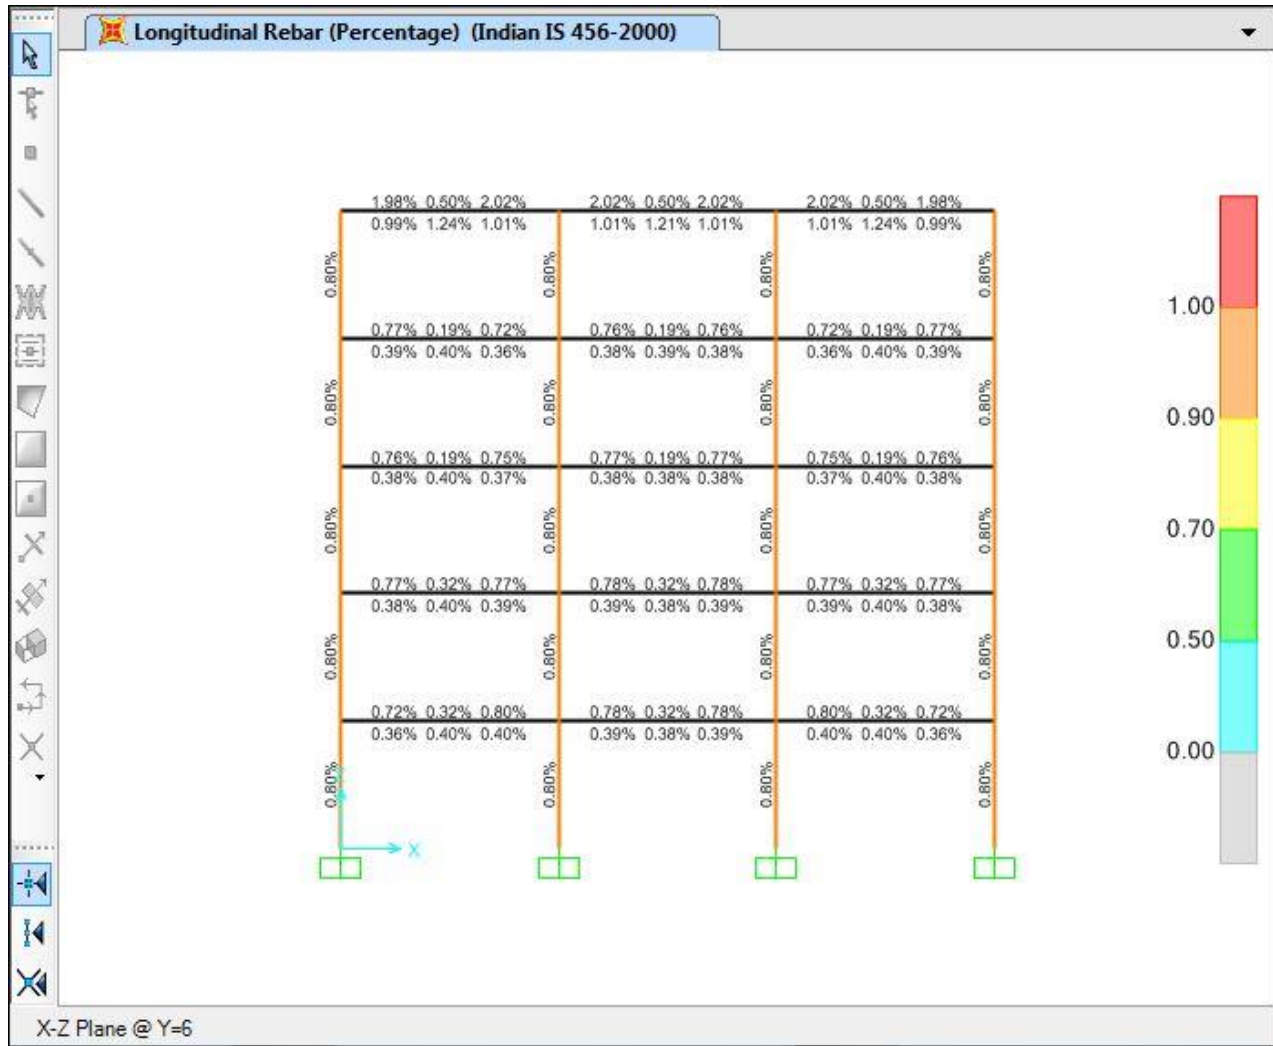 Longitudinal Rebar (Percentage) (Indian IS 456-2000)
1.98% 0.50% 2.02% 2.02% 0.50% 2.02% 2.02% 0.50% 1.98%
0.99% 1.24% 1.01% 1.01% 1.21% 1.01% 1.01% 1.24% 0.99%
0.80% 0.80% 0.80% 0.80%
1.00
0.77% 0.19% 0.72% 0.76% 0.19% 0.76% 0.72% 0.19% 0.77%
0.39% 0.40% 0.36% 0.38% 0.39% 0.38% 0.36% 0.40% 0.39%
0.80% 0.80% 0.80% 0.80%
0.90
0.76% 0.19% 0.75% 0.77% 0.19% 0.77% 0.75% 0.19% 0.76%
0.38% 0.40% 0.37% 0.38% 0.38% 0.38% 0.37% 0.40% 0.38%
0.80% 0.80% 0.80% 0.80%
0.70
0.77% 0.32% 0.77% 0.78% 0.32% 0.78% 0.77% 0.32% 0.77%
0.38% 0.40% 0.39% 0.39% 0.38% 0.39% 0.39% 0.40% 0.38%
0.80% 0.80% 0.80% 0.80%
0.50
0.72% 0.32% 0.80% 0.78% 0.32% 0.78% 0.80% 0.32% 0.72%
0.36% 0.40% 0.40% 0.39% 0.38% 0.39% 0.40% 0.40% 0.36%
0.00
0.80% 0.80% 0.80% 0.80%
Z
X
X-Z Plane @ Y=6